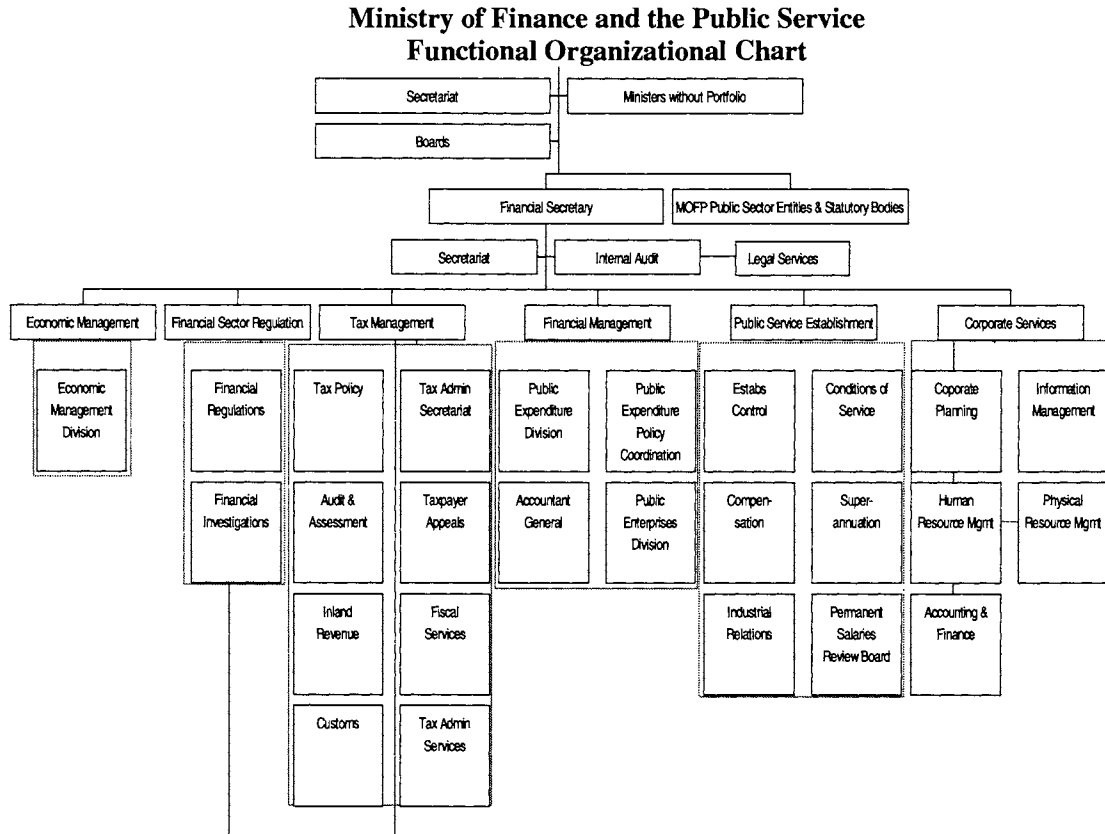 Ministry of Finance and the Public Service
Functional Organizational Chart
Secretariat
Ministers without Portfolio
Boards
Financial Secretary
MOFP Public Sector Entities & Statutory Bodies
Secretariat
Internal Audit
Legal Services
Economic Management
Financial Sector Regulation
Tax Management
Financial Management
Public Service Establishment
Corporate Services
Economic
Management
Division
Financial
Regulations
Tax Policy
Tax Admin
Secretariat
Public
Expenditure
Division
Public
Expenditure
Policy
Coordination
Estabs
Control
Conditions of
Service
Coporate
Planning
Information
Management
Financial
Investigations
Audit &
Assessment
Taxpayer
Appeals
Accountant
General
Public
Enterprises
Division
Compen-
sation
Super-
annuation
Human
Resource Mgmt
Physical
Resource Mgmt
Inland
Revenue
Fiscal
Services
Industrial
Relations
Permanent
Salaries
Review Board
Accounting &
Finance
Customs
Tax Admin
Services